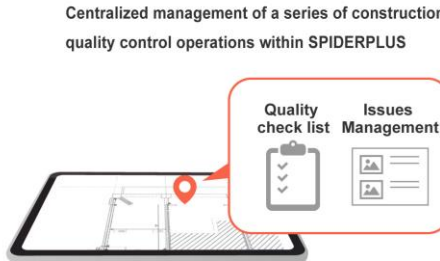 Centralized management of a series of construction
quality control operations within SPIDERPLUS
Quality
check list
Issues
Management